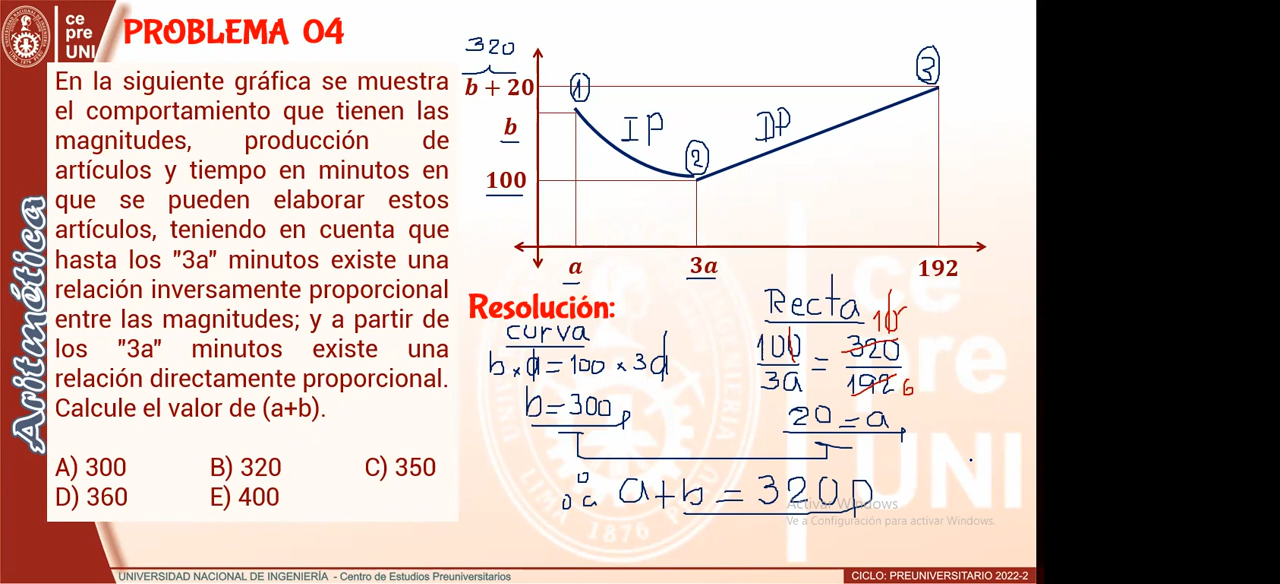 ce
pre
UNI
PROBLEMA 04
En la siguiente gráfica se muestra
el comportamiento que tienen las
magnitudes, producción de
artículos y tiempo en minutos en
que se pueden elaborar estos
artículos, teniendo en cuenta que
hasta los "3a" minutos existe una
relación inversamente proporcional
entre las magnitudes; y a partir de
los "3a" minutos existe una
relación directamente proporcional.
Calcule el valor de (a+b).
A) 300 B) 320 C) 350
D) 360 E) 400
Aritmética
320
b + 20
b
100
1
IP
2
DP
3
a 3a 192
Resolución:
curva
b × a = 100 × 3a
b = 300
Recta
100/3a = 320/192
10
6
20 = a
a + b = 320
LIMA 1876
ce
pre
UNI
Activar Windows
Ve a Configuración para activar Windows.
UNIVERSIDAD NACIONAL DE INGENIERÍA - Centro de Estudios Preuniversitarios
CICLO: PREUNIVERSITARIO 2022-2